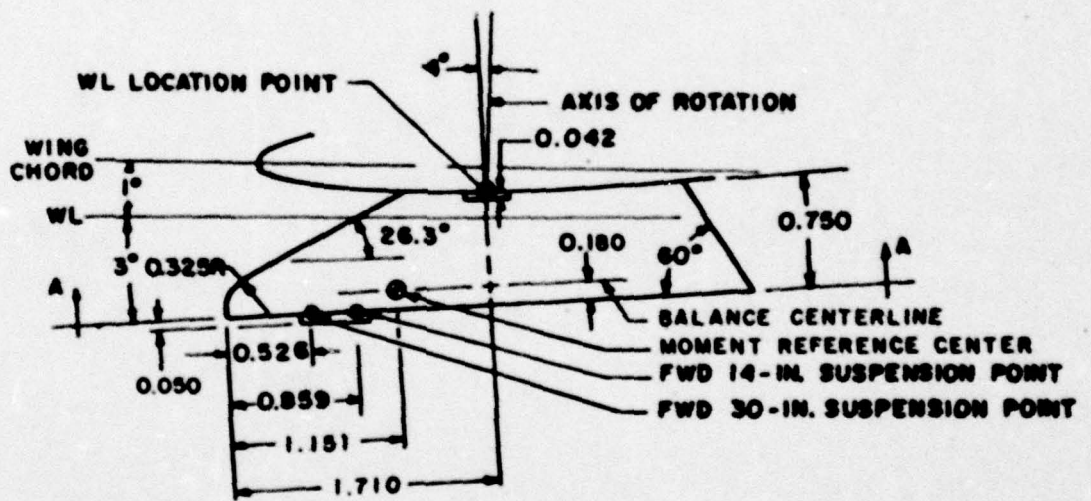 4°
WL LOCATION POINT
AXIS OF ROTATION
0.042
WING
CHORD
1°
WL
26.3°
0.180
60°
0.750
3°
0.325R
A
A
BALANCE CENTERLINE
MOMENT REFERENCE CENTER
FWD 14-IN. SUSPENSION POINT
FWD 30-IN. SUSPENSION POINT
0.526
0.050
0.859
1.151
1.710